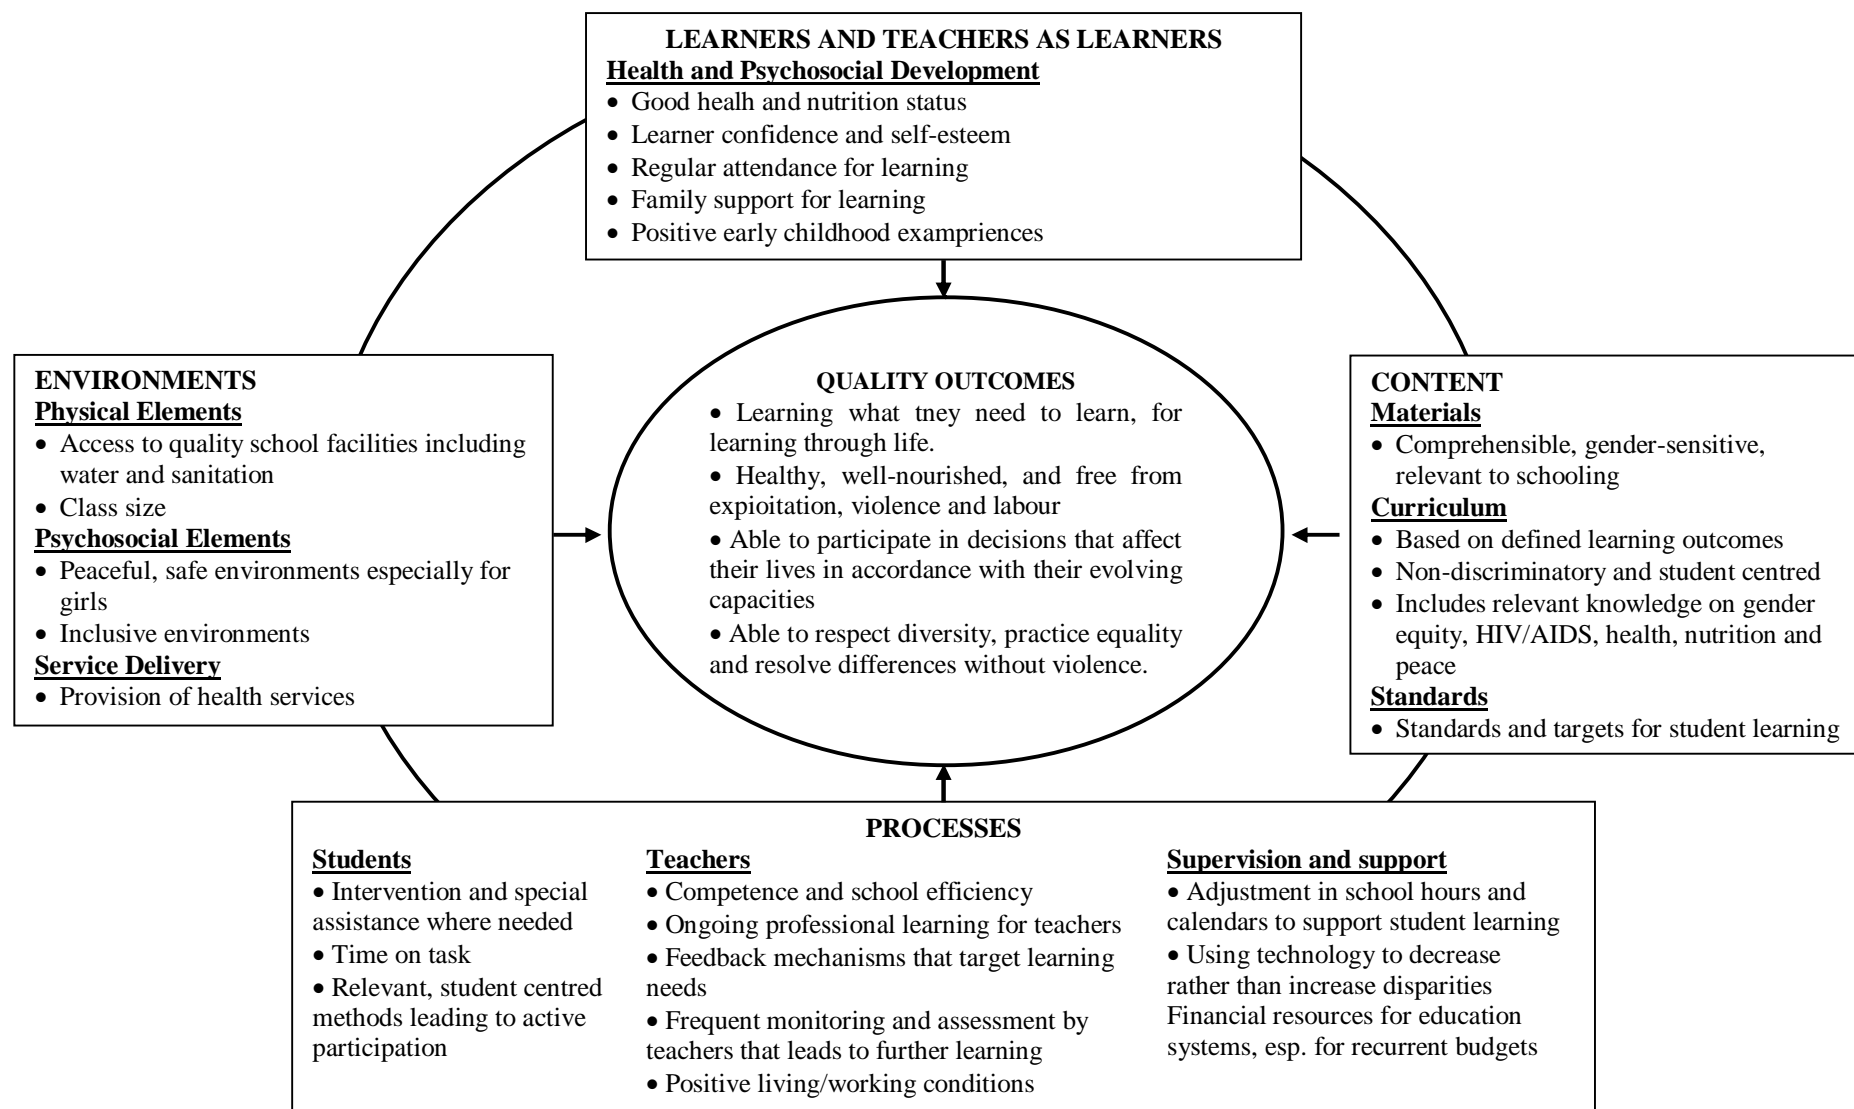 LEARNERS AND TEACHERS AS LEARNERS
Health and Psychosocial Development
• Good healh and nutrition status
• Learner confidence and self-esteem
• Regular attendance for learning
• Family support for learning
• Positive early childhood exampriences
ENVIRONMENTS
Physical Elements
• Access to quality school facilities including
water and sanitation
• Class size
Psychosocial Elements
• Peaceful, safe environments especially for
girls
• Inclusive environments
Service Delivery
• Provision of health services
QUALITY OUTCOMES
• Learning what tney need to learn, for
learning through life.
• Healthy, well-nourished, and free from
expioitation, violence and labour
• Able to participate in decisions that affect
their lives in accordance with their evolving
capacities
• Able to respect diversity, practice equality
and resolve differences without violence.
CONTENT
Materials
• Comprehensible, gender-sensitive,
relevant to schooling
Curriculum
• Based on defined learning outcomes
• Non-discriminatory and student centred
• Includes relevant knowledge on gender
equity, HIV/AIDS, health, nutrition and
peace
Standards
• Standards and targets for student learning
PROCESSES
Students
• Intervention and special
assistance where needed
• Time on task
• Relevant, student centred
methods leading to active
participation
Teachers
• Competence and school efficiency
• Ongoing professional learning for teachers
• Feedback mechanisms that target learning
needs
• Frequent monitoring and assessment by
teachers that leads to further learning
• Positive living/working conditions
Supervision and support
• Adjustment in school hours and
calendars to support student learning
• Using technology to decrease
rather than increase disparities
Financial resources for education
systems, esp. for recurrent budgets